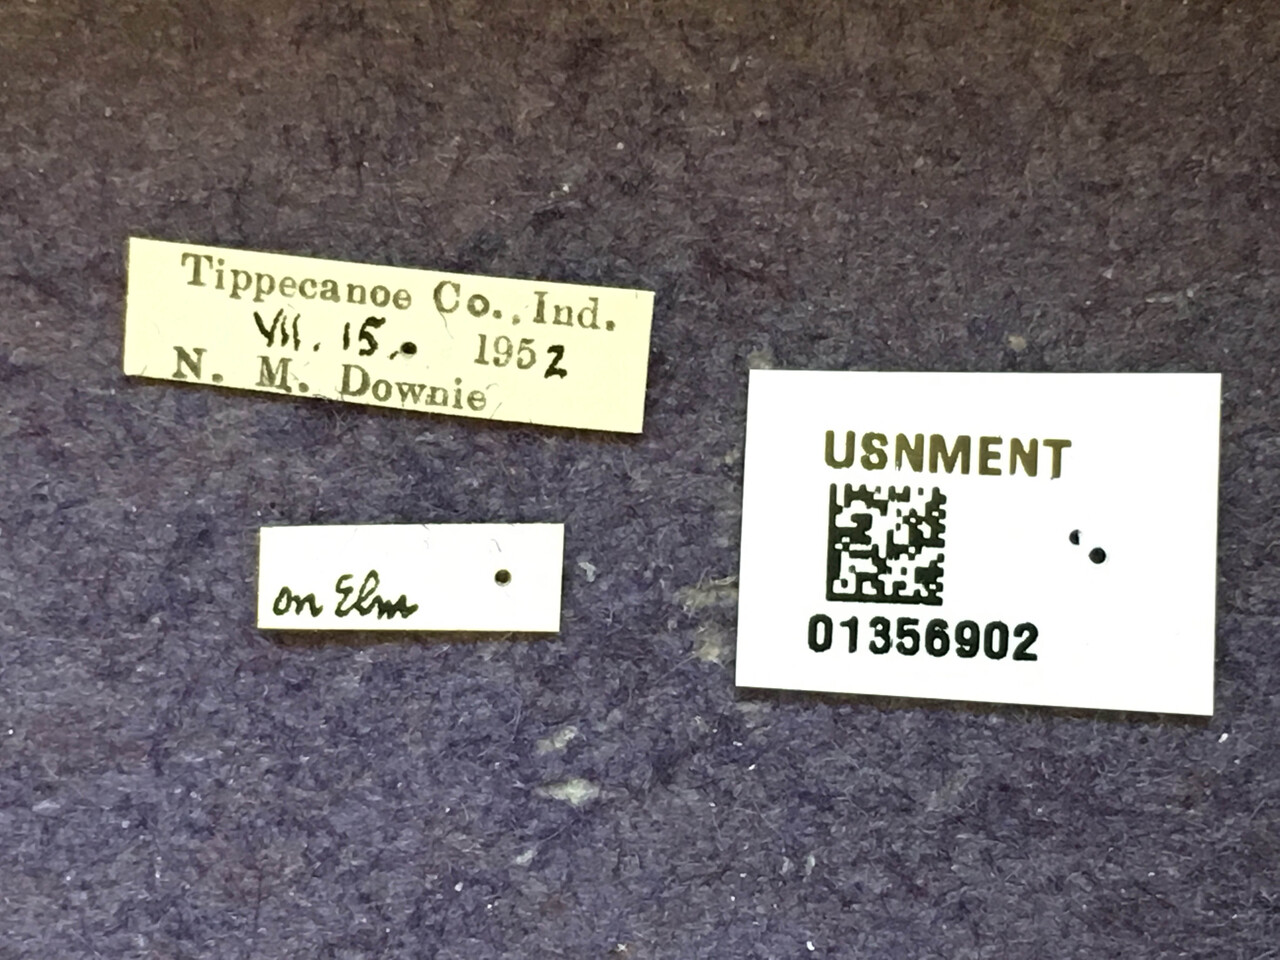 Tippecanoe Co., Ind.
VII. 15. 1952
N. M. Downie
on Elm
USNMENT
01356902